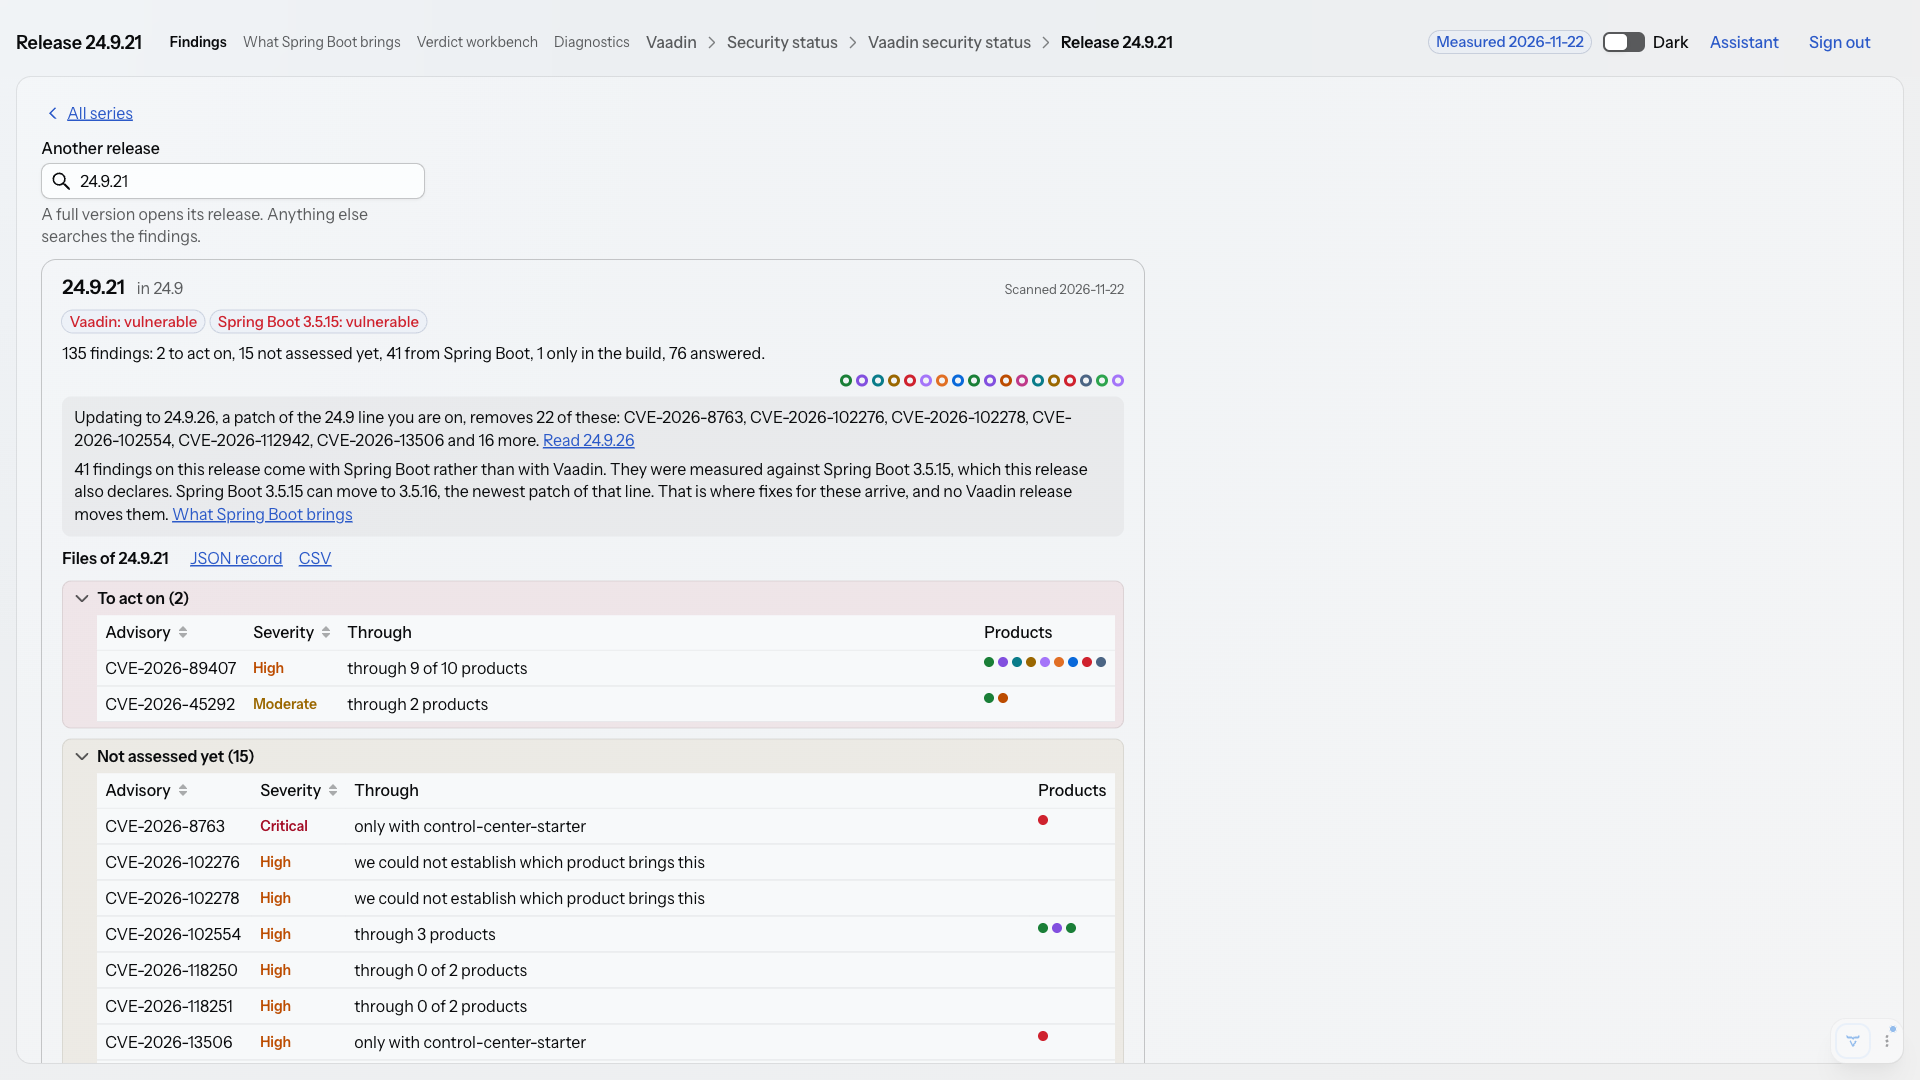 Release 24.9.21 Findings What Spring Boot brings Verdict workbench Diagnostics Vaadin Security status Vaadin security status Release 24.9.21 Measured 2026-11-22 Dark Assistant Sign out
All series
Another release
24.9.21
A full version opens its release. Anything else
searches the findings.
24.9.21 in 24.9 Scanned 2026-11-22
Vaadin: vulnerable Spring Boot 3.5.15: vulnerable
135 findings: 2 to act on, 15 not assessed yet, 41 from Spring Boot, 1 only in the build, 76 answered.
Updating to 24.9.26, a patch of the 24.9 line you are on, removes 22 of these: CVE-2026-8763, CVE-2026-102276, CVE-2026-102278, CVE-
2026-102554, CVE-2026-112942, CVE-2026-13506 and 16 more. Read 24.9.26
41 findings on this release come with Spring Boot rather than with Vaadin. They were measured against Spring Boot 3.5.15, which this release
also declares. Spring Boot 3.5.15 can move to 3.5.16, the newest patch of that line. That is where fixes for these arrive, and no Vaadin release
moves them. What Spring Boot brings
Files of 24.9.21 JSON record CSV
To act on (2)
Advisory Severity Through Products
CVE-2026-89407 High through 9 of 10 products
CVE-2026-45292 Moderate through 2 products
Not assessed yet (15)
Advisory Severity Through Products
CVE-2026-8763 Critical only with control-center-starter
CVE-2026-102276 High we could not establish which product brings this
CVE-2026-102278 High we could not establish which product brings this
CVE-2026-102554 High through 3 products
CVE-2026-118250 High through 0 of 2 products
CVE-2026-118251 High through 0 of 2 products
CVE-2026-13506 High only with control-center-starter